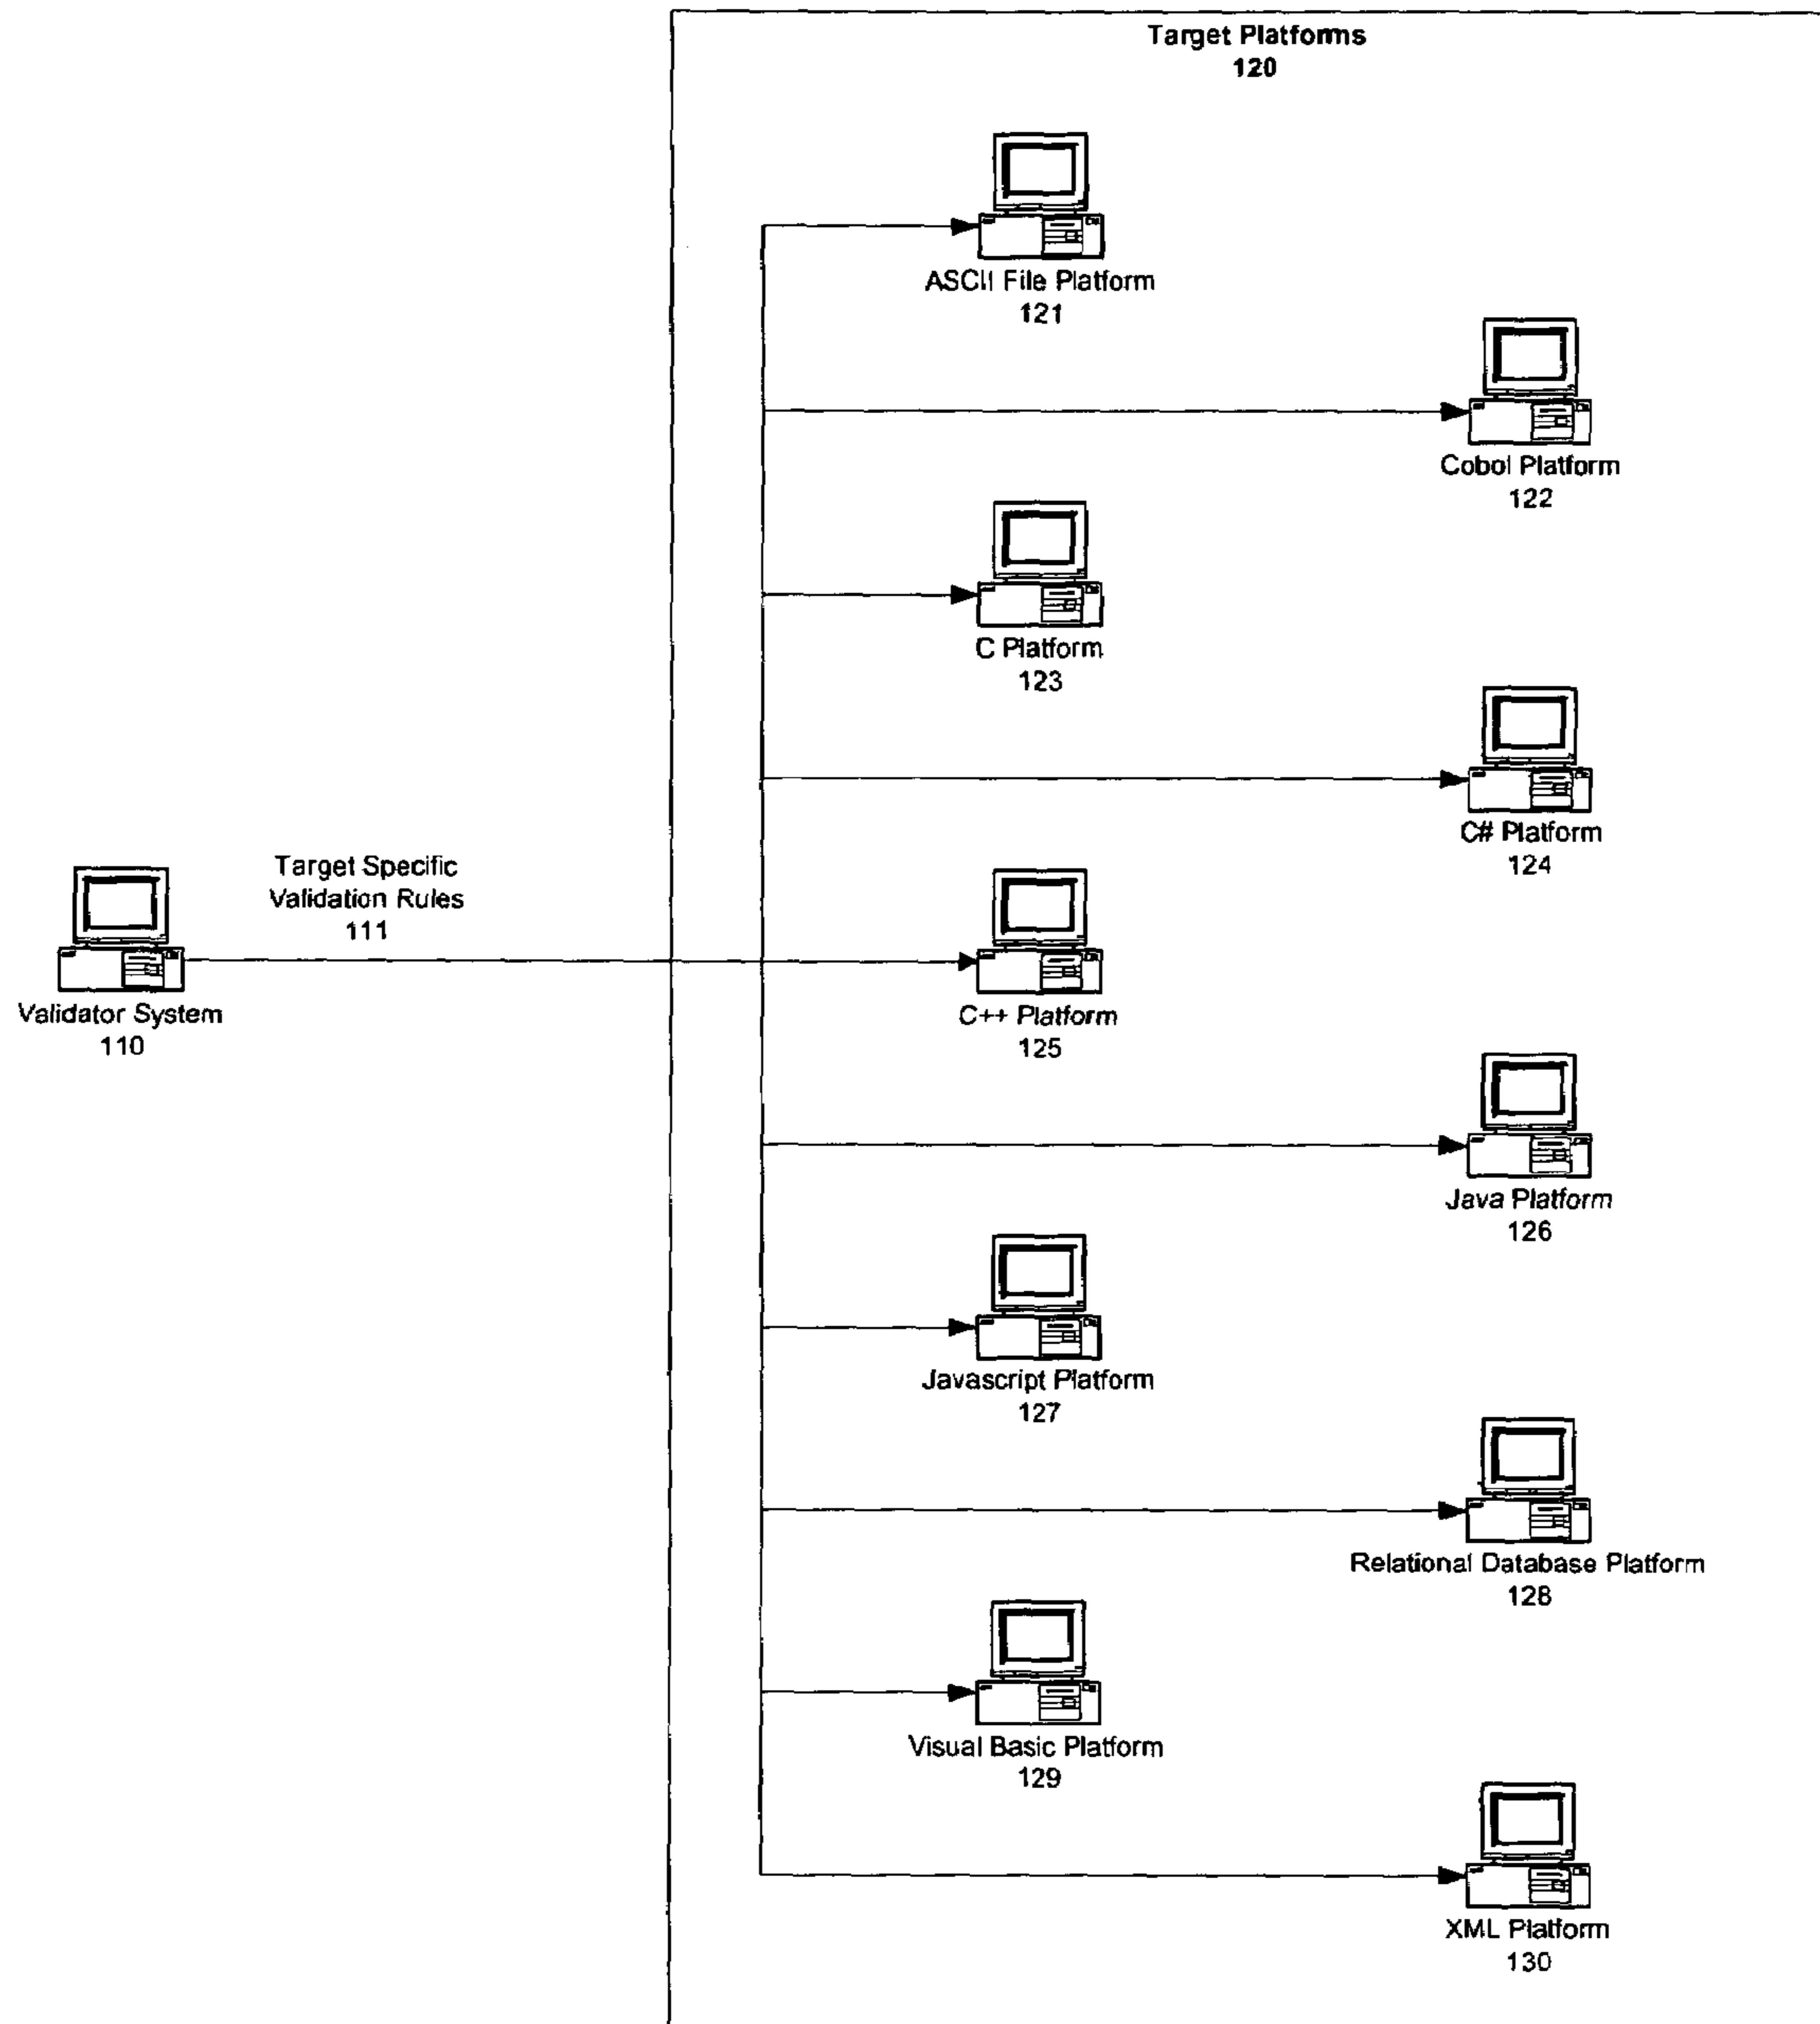 Target Platforms
120
ASCII File Platform
121
Cobol Platform
122
C Platform
123
C# Platform
124
Target Specific
Validation Rules
111
Validator System
110
C++ Platform
125
Java Platform
126
Javascript Platform
127
Relational Database Platform
128
Visual Basic Platform
129
XML Platform
130